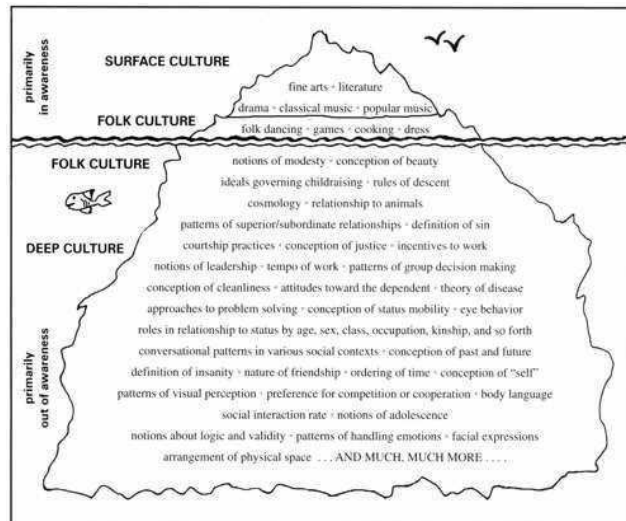 primarily
in awareness
SURFACE CULTURE
fine arts • literature
drama • classical music • popular music
FOLK CULTURE
folk dancing • games • cooking • dress
FOLK CULTURE
notions of modesty • conception of beauty
ideals governing childraising • rules of descent
cosmology • relationship to animals
patterns of superior/subordinate relationships • definition of sin
DEEP CULTURE
courtship practices • conception of justice • incentives to work
notions of leadership • tempo of work • patterns of group decision making
conception of cleanliness • attitudes toward the dependent • theory of disease
approaches to problem solving • conception of status mobility • eye behavior
roles in relationship to status by age, sex, class, occupation, kinship, and so forth
conversational patterns in various social contexts • conception of past and future
primarily
out of awareness
definition of insanity • nature of friendship • ordering of time • conception of “self”
patterns of visual perception • preference for competition or cooperation • body language
social interaction rate • notions of adolescence
notions about logic and validity • patterns of handling emotions • facial expressions
arrangement of physical space . . . AND MUCH, MUCH MORE . . . .